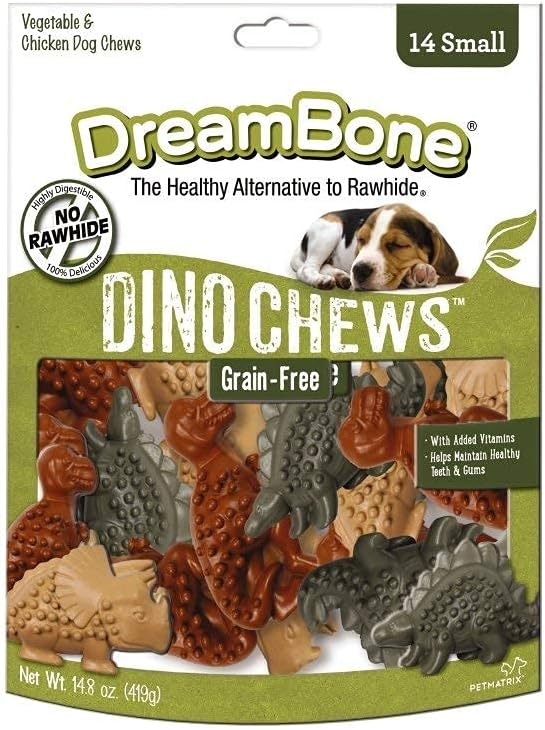 Vegetable &
Chicken Dog Chews
14 Small
DreamBone®
The Healthy Alternative to Rawhide®
Highly Digestible
NO
RAWHIDE
100% Delicious
DINO CHEWS™
Grain-Free
e
· With Added Vitamins
· Helps Maintain Healthy
Teeth & Gums
Net Wt. 14.8 oz. (419g)
PETMATRIX